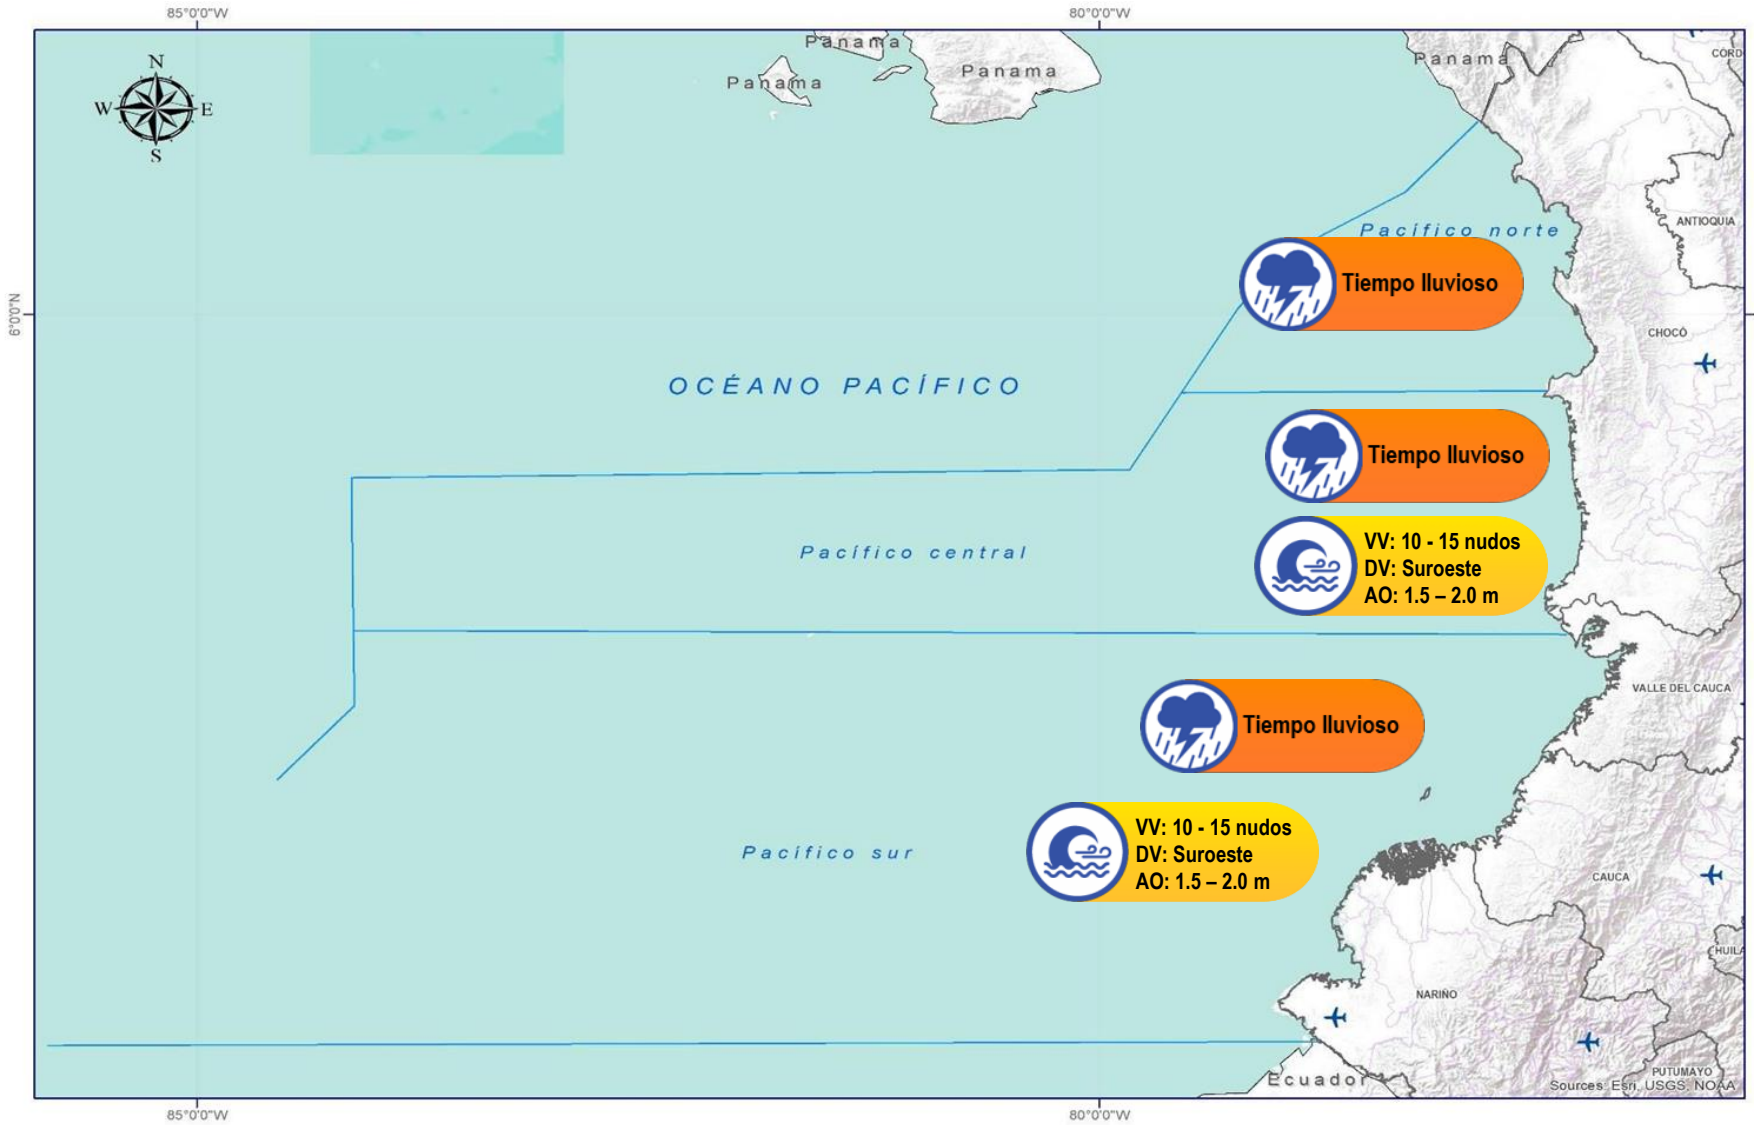 85°0'0"W
80°0'0"W
Panama
Panama
Panama
Panama
CÓRD
N
W
E
S
ANTIOQUIA
Pacífico norte
Tiempo lluvioso
6°0'0"N
CHOCÓ
OCÉANO PACÍFICO
Tiempo lluvioso
Pacífico central
VV: 10 - 15 nudos
DV: Suroeste
AO: 1.5 – 2.0 m
VALLE DEL CAUCA
Tiempo lluvioso
Pacífico sur
VV: 10 - 15 nudos
DV: Suroeste
AO: 1.5 – 2.0 m
CAUCA
HUILA
NARIÑO
PUTUMAYO
Ecuador
Sources: Esri, USGS, NOAA
85°0'0"W
80°0'0"W